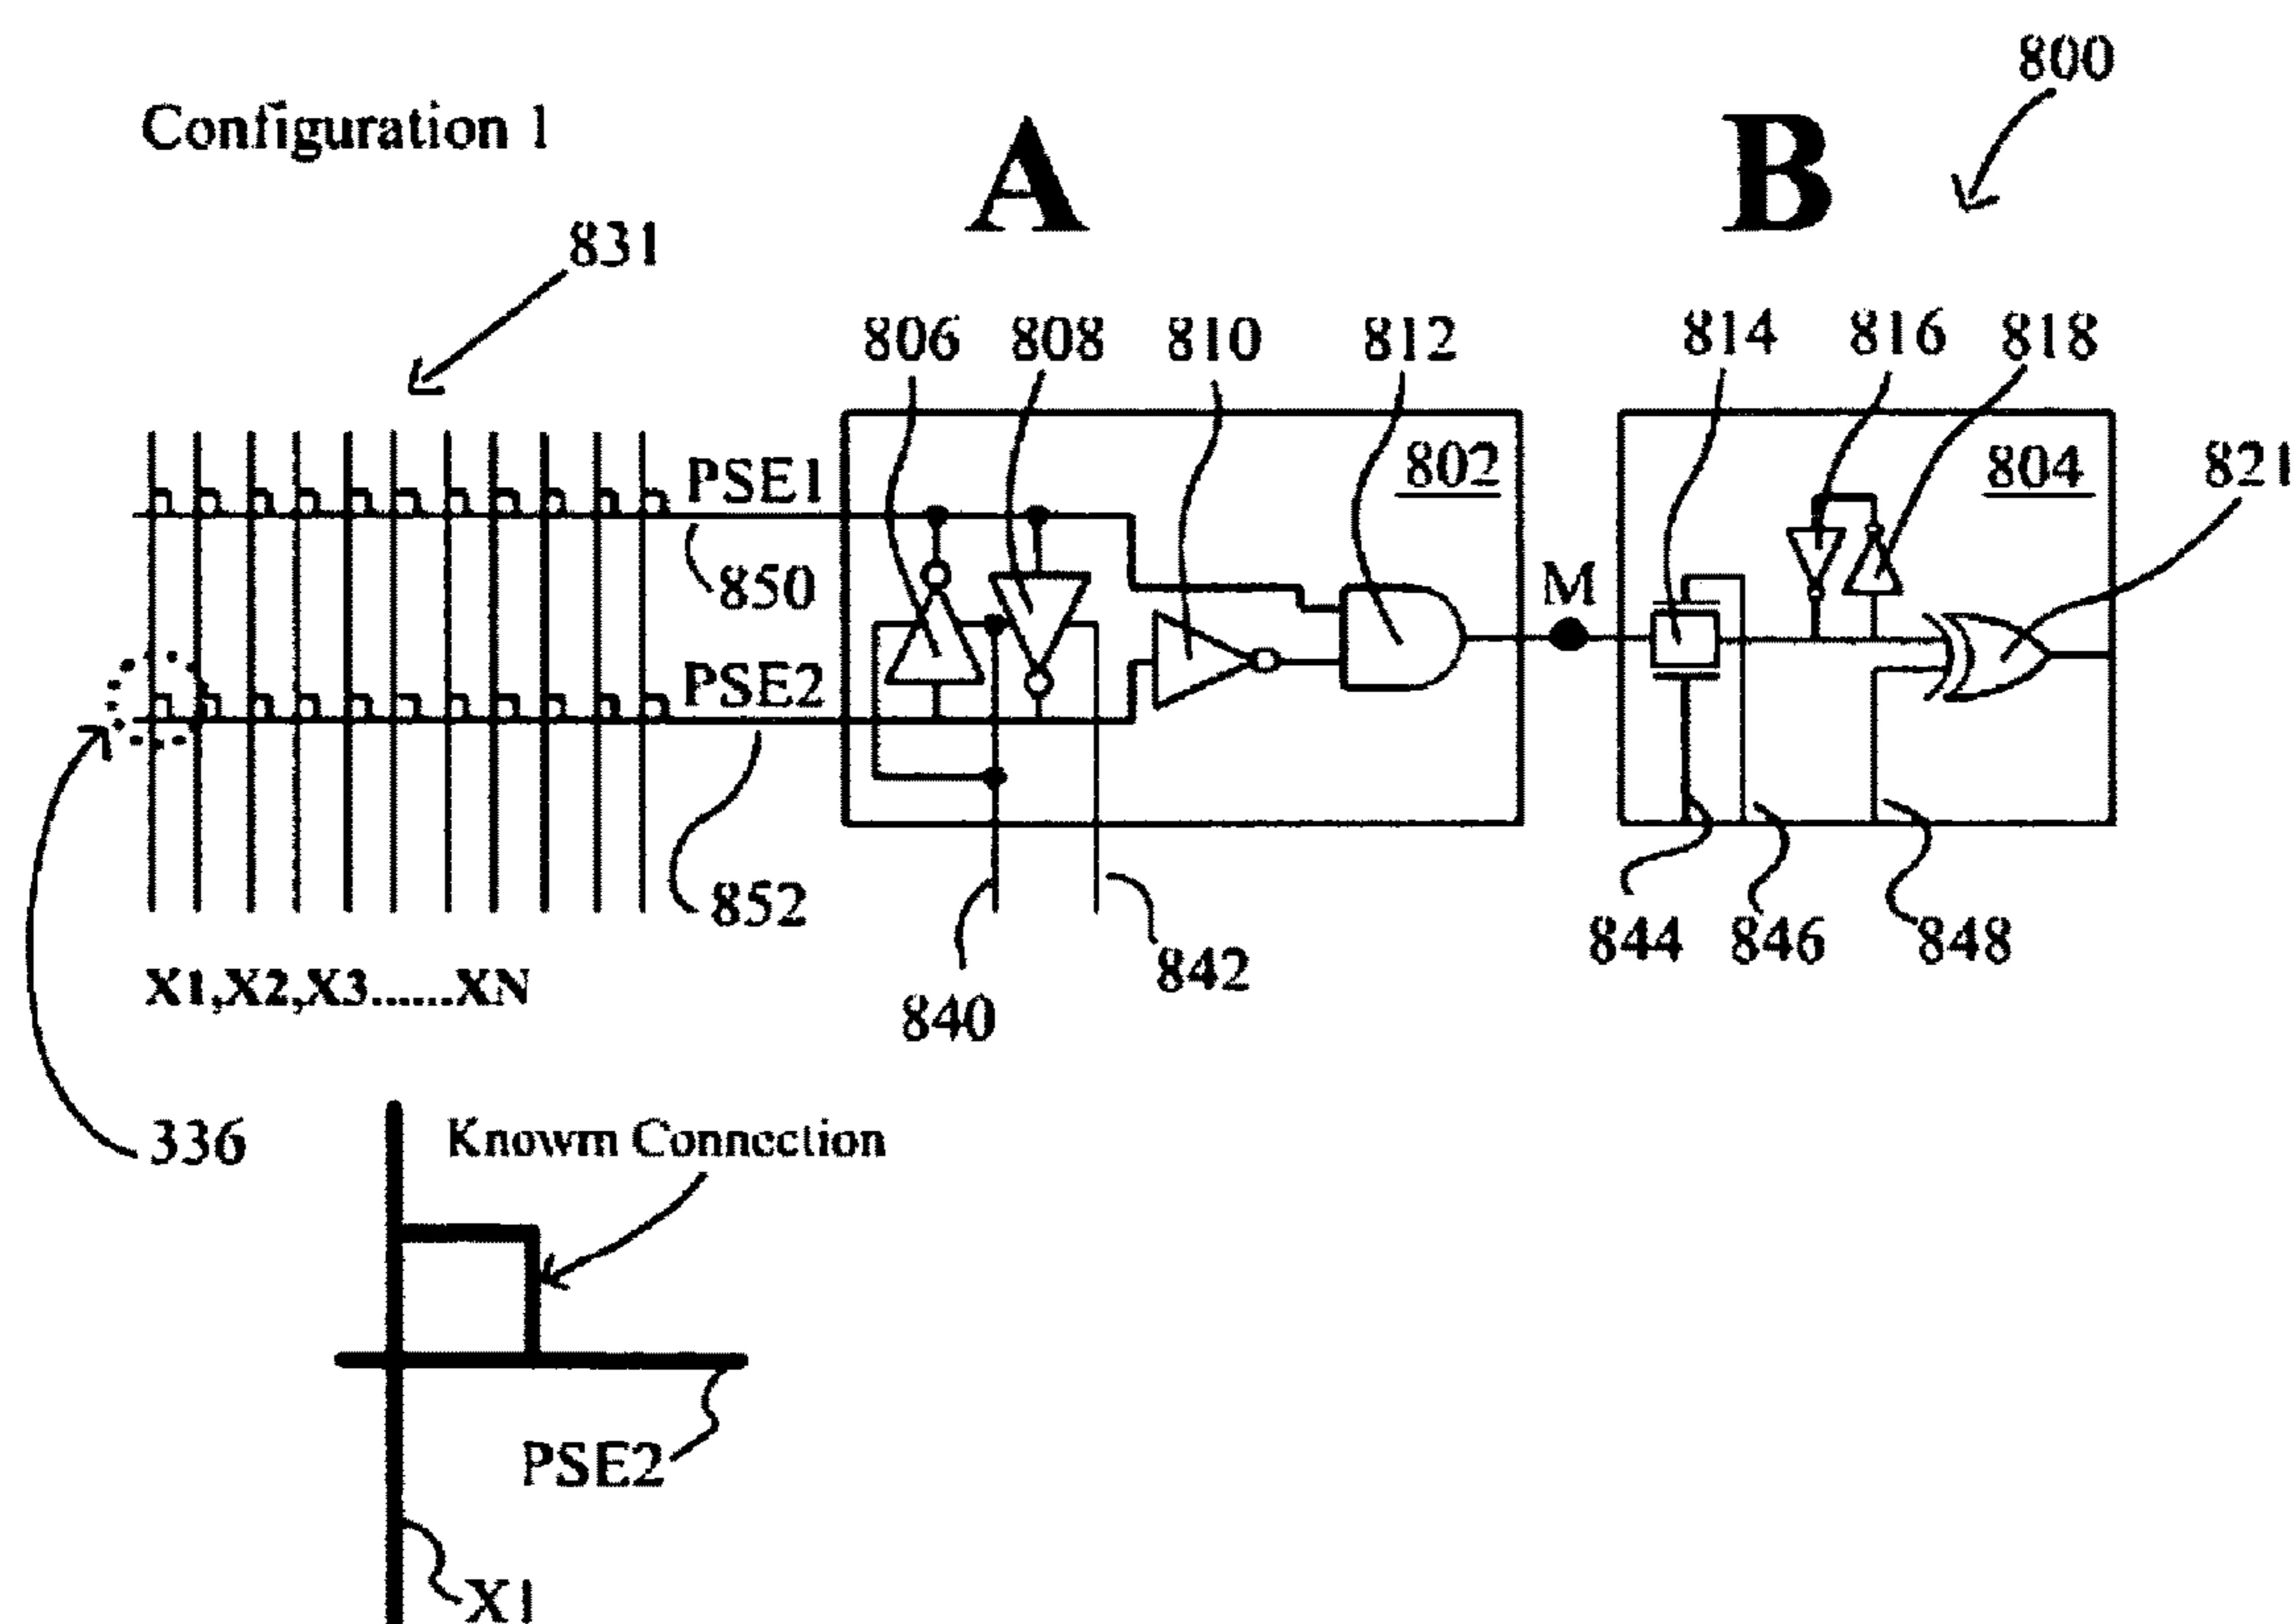 800
Configuration 1
A
B
831
806 808 810 812
814 816 818
802
804
821
PSE1
850
M
PSE2
852
840
842
844 846 848
X1,X2,X3......XN
336
Knowm Connection
PSE2
X1